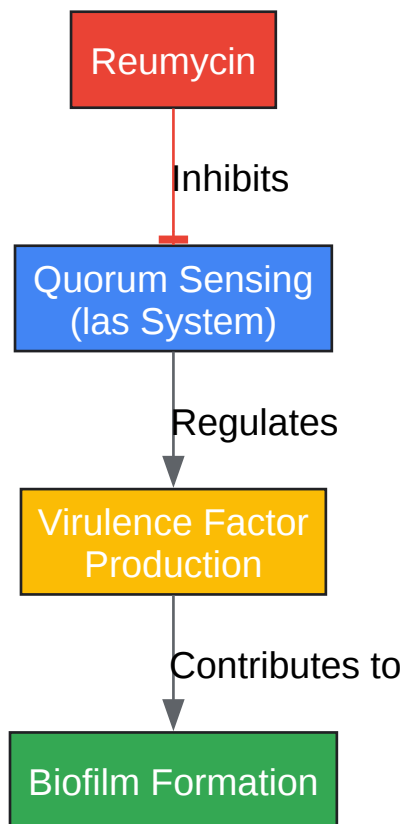 Reumycin
Inhibits
Quorum Sensing
(las System)
Regulates
Virulence Factor
Production
Contributes to
Biofilm Formation